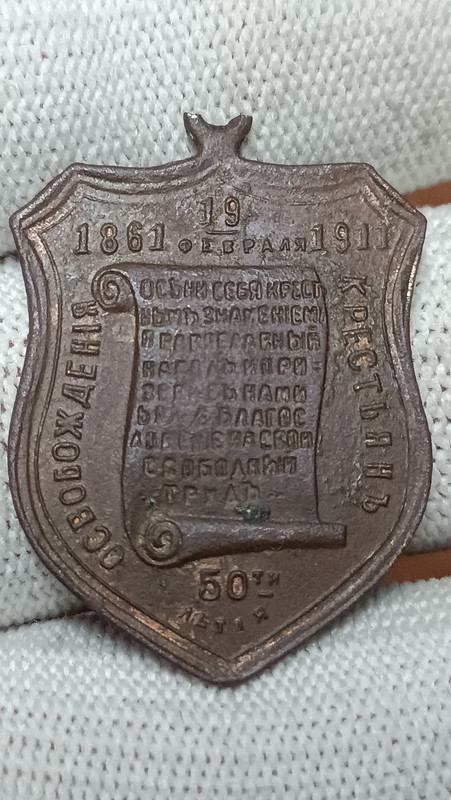 19
1861 ФЕВРАЛЯ 1911
ОСВОБОЖДЕНІЯ
КРЕСТЬЯНЪ
ОСѢНИ СЕБЯ КРЕСТ
НЫМЪ ЗНАМЕНІЕМЪ
ПРАВОСЛАВНЫЙ
НАРОДЪ И ПРИ-
ЗОВИ СЪ НАМИ
БЛАГОС
ЛОВЕНІЕ НА СВОЙ
СВОБОДНЫЙ
ТРУДЪ
50ТИ
ЛѢТІЯ